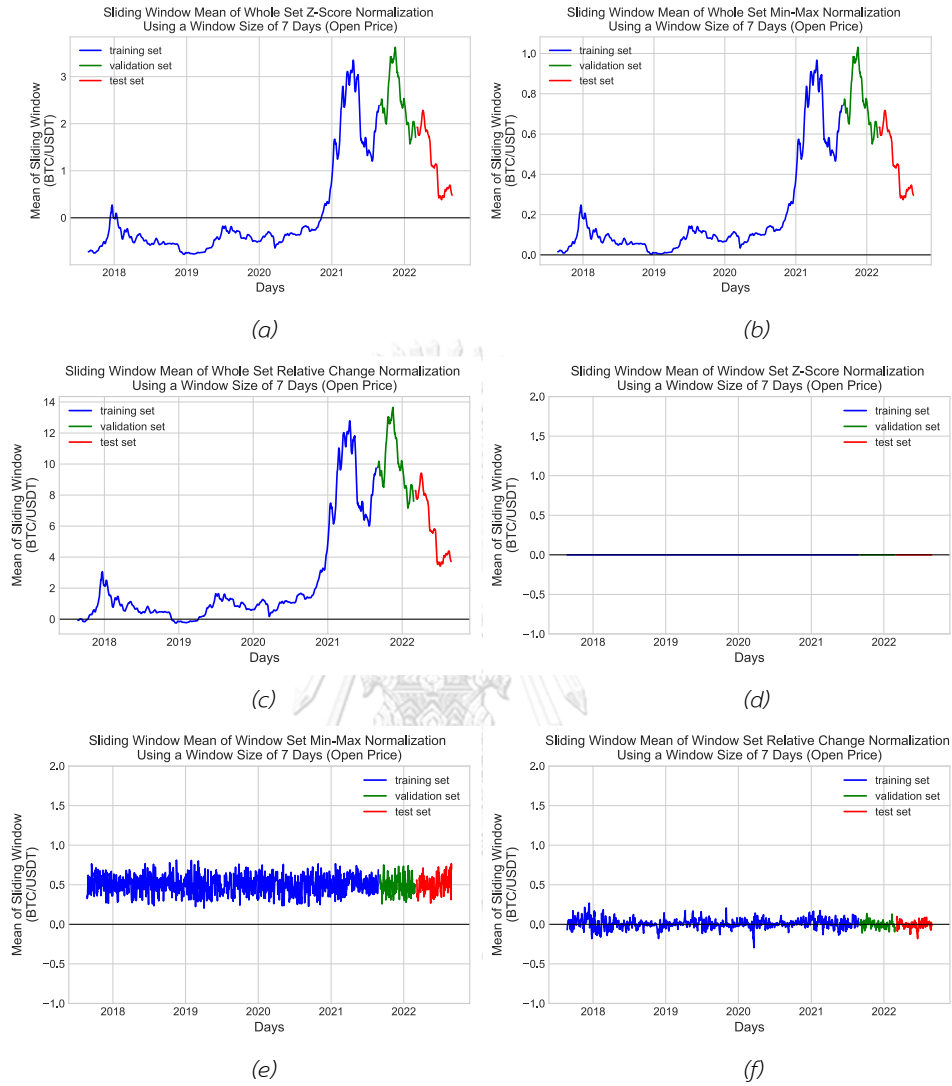 Sliding Window Mean of Whole Set Z-Score Normalization
Using a Window Size of 7 Days (Open Price)
training set
validation set
test set
3
2
1
0
Mean of Sliding Window
(BTC/USDT)
2018 2019 2020 2021 2022
Days
(a)
Sliding Window Mean of Whole Set Min-Max Normalization
Using a Window Size of 7 Days (Open Price)
training set
validation set
test set
1.0
0.8
0.6
0.4
0.2
0.0
Mean of Sliding Window
(BTC/USDT)
2018 2019 2020 2021 2022
Days
(b)
Sliding Window Mean of Whole Set Relative Change Normalization
Using a Window Size of 7 Days (Open Price)
training set
validation set
test set
14
12
10
8
6
4
2
0
Mean of Sliding Window
(BTC/USDT)
2018 2019 2020 2021 2022
Days
(c)
Sliding Window Mean of Window Set Z-Score Normalization
Using a Window Size of 7 Days (Open Price)
training set
validation set
test set
2.0
1.5
1.0
0.5
0.0
−0.5
−1.0
Mean of Sliding Window
(BTC/USDT)
2018 2019 2020 2021 2022
Days
(d)
Sliding Window Mean of Window Set Min-Max Normalization
Using a Window Size of 7 Days (Open Price)
training set
validation set
test set
2.0
1.5
1.0
0.5
0.0
−0.5
−1.0
Mean of Sliding Window
(BTC/USDT)
2018 2019 2020 2021 2022
Days
(e)
Sliding Window Mean of Window Set Relative Change Normalization
Using a Window Size of 7 Days (Open Price)
training set
validation set
test set
2.0
1.5
1.0
0.5
0.0
−0.5
−1.0
Mean of Sliding Window
(BTC/USDT)
2018 2019 2020 2021 2022
Days
(f)